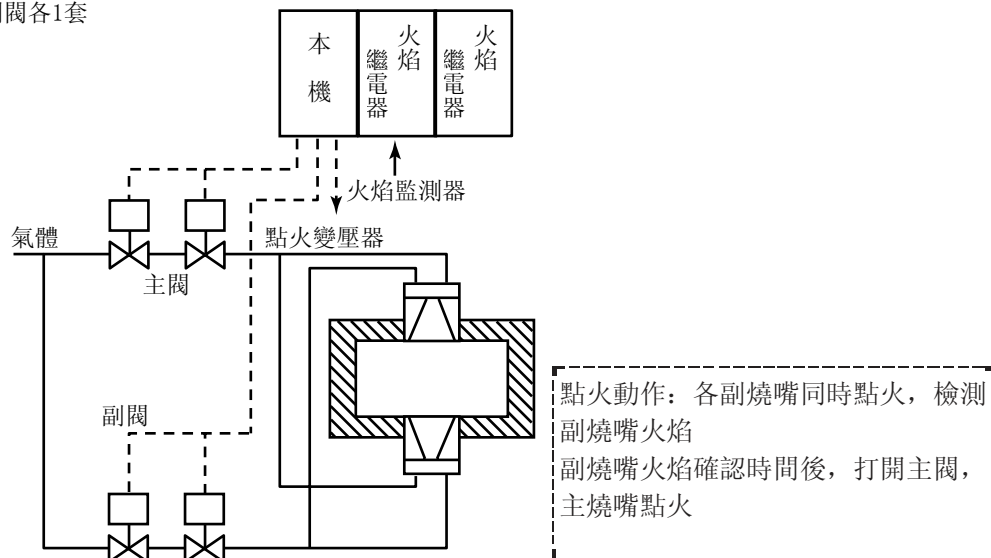 閥各1套
本機
火焰繼電器
火焰繼電器
火焰監測器
氣體
點火變壓器
主閥
副閥
點火動作：各副燒嘴同時點火，檢測
副燒嘴火焰
副燒嘴火焰確認時間後，打開主閥，
主燒嘴點火